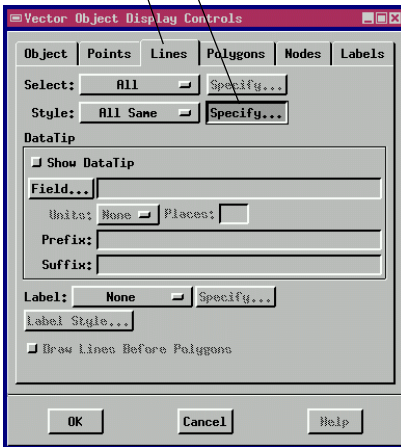 Vector Object Display Controls
Object Points Lines Polygons Nodes Labels
Select: All Specify...
Style: All Same Specify...
DataTip
Show DataTip
Field...
Units: None Places:
Prefix:
Suffix:
Label: None Specify...
Label Style...
Draw Lines Before Polygons
OK Cancel Help